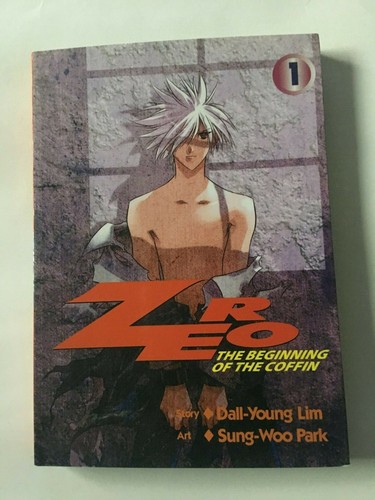 1
ZERO
THE BEGINNING
OF THE COFFIN
Story ◆ Dall-Young Lim
Art ◆ Sung-Woo Park